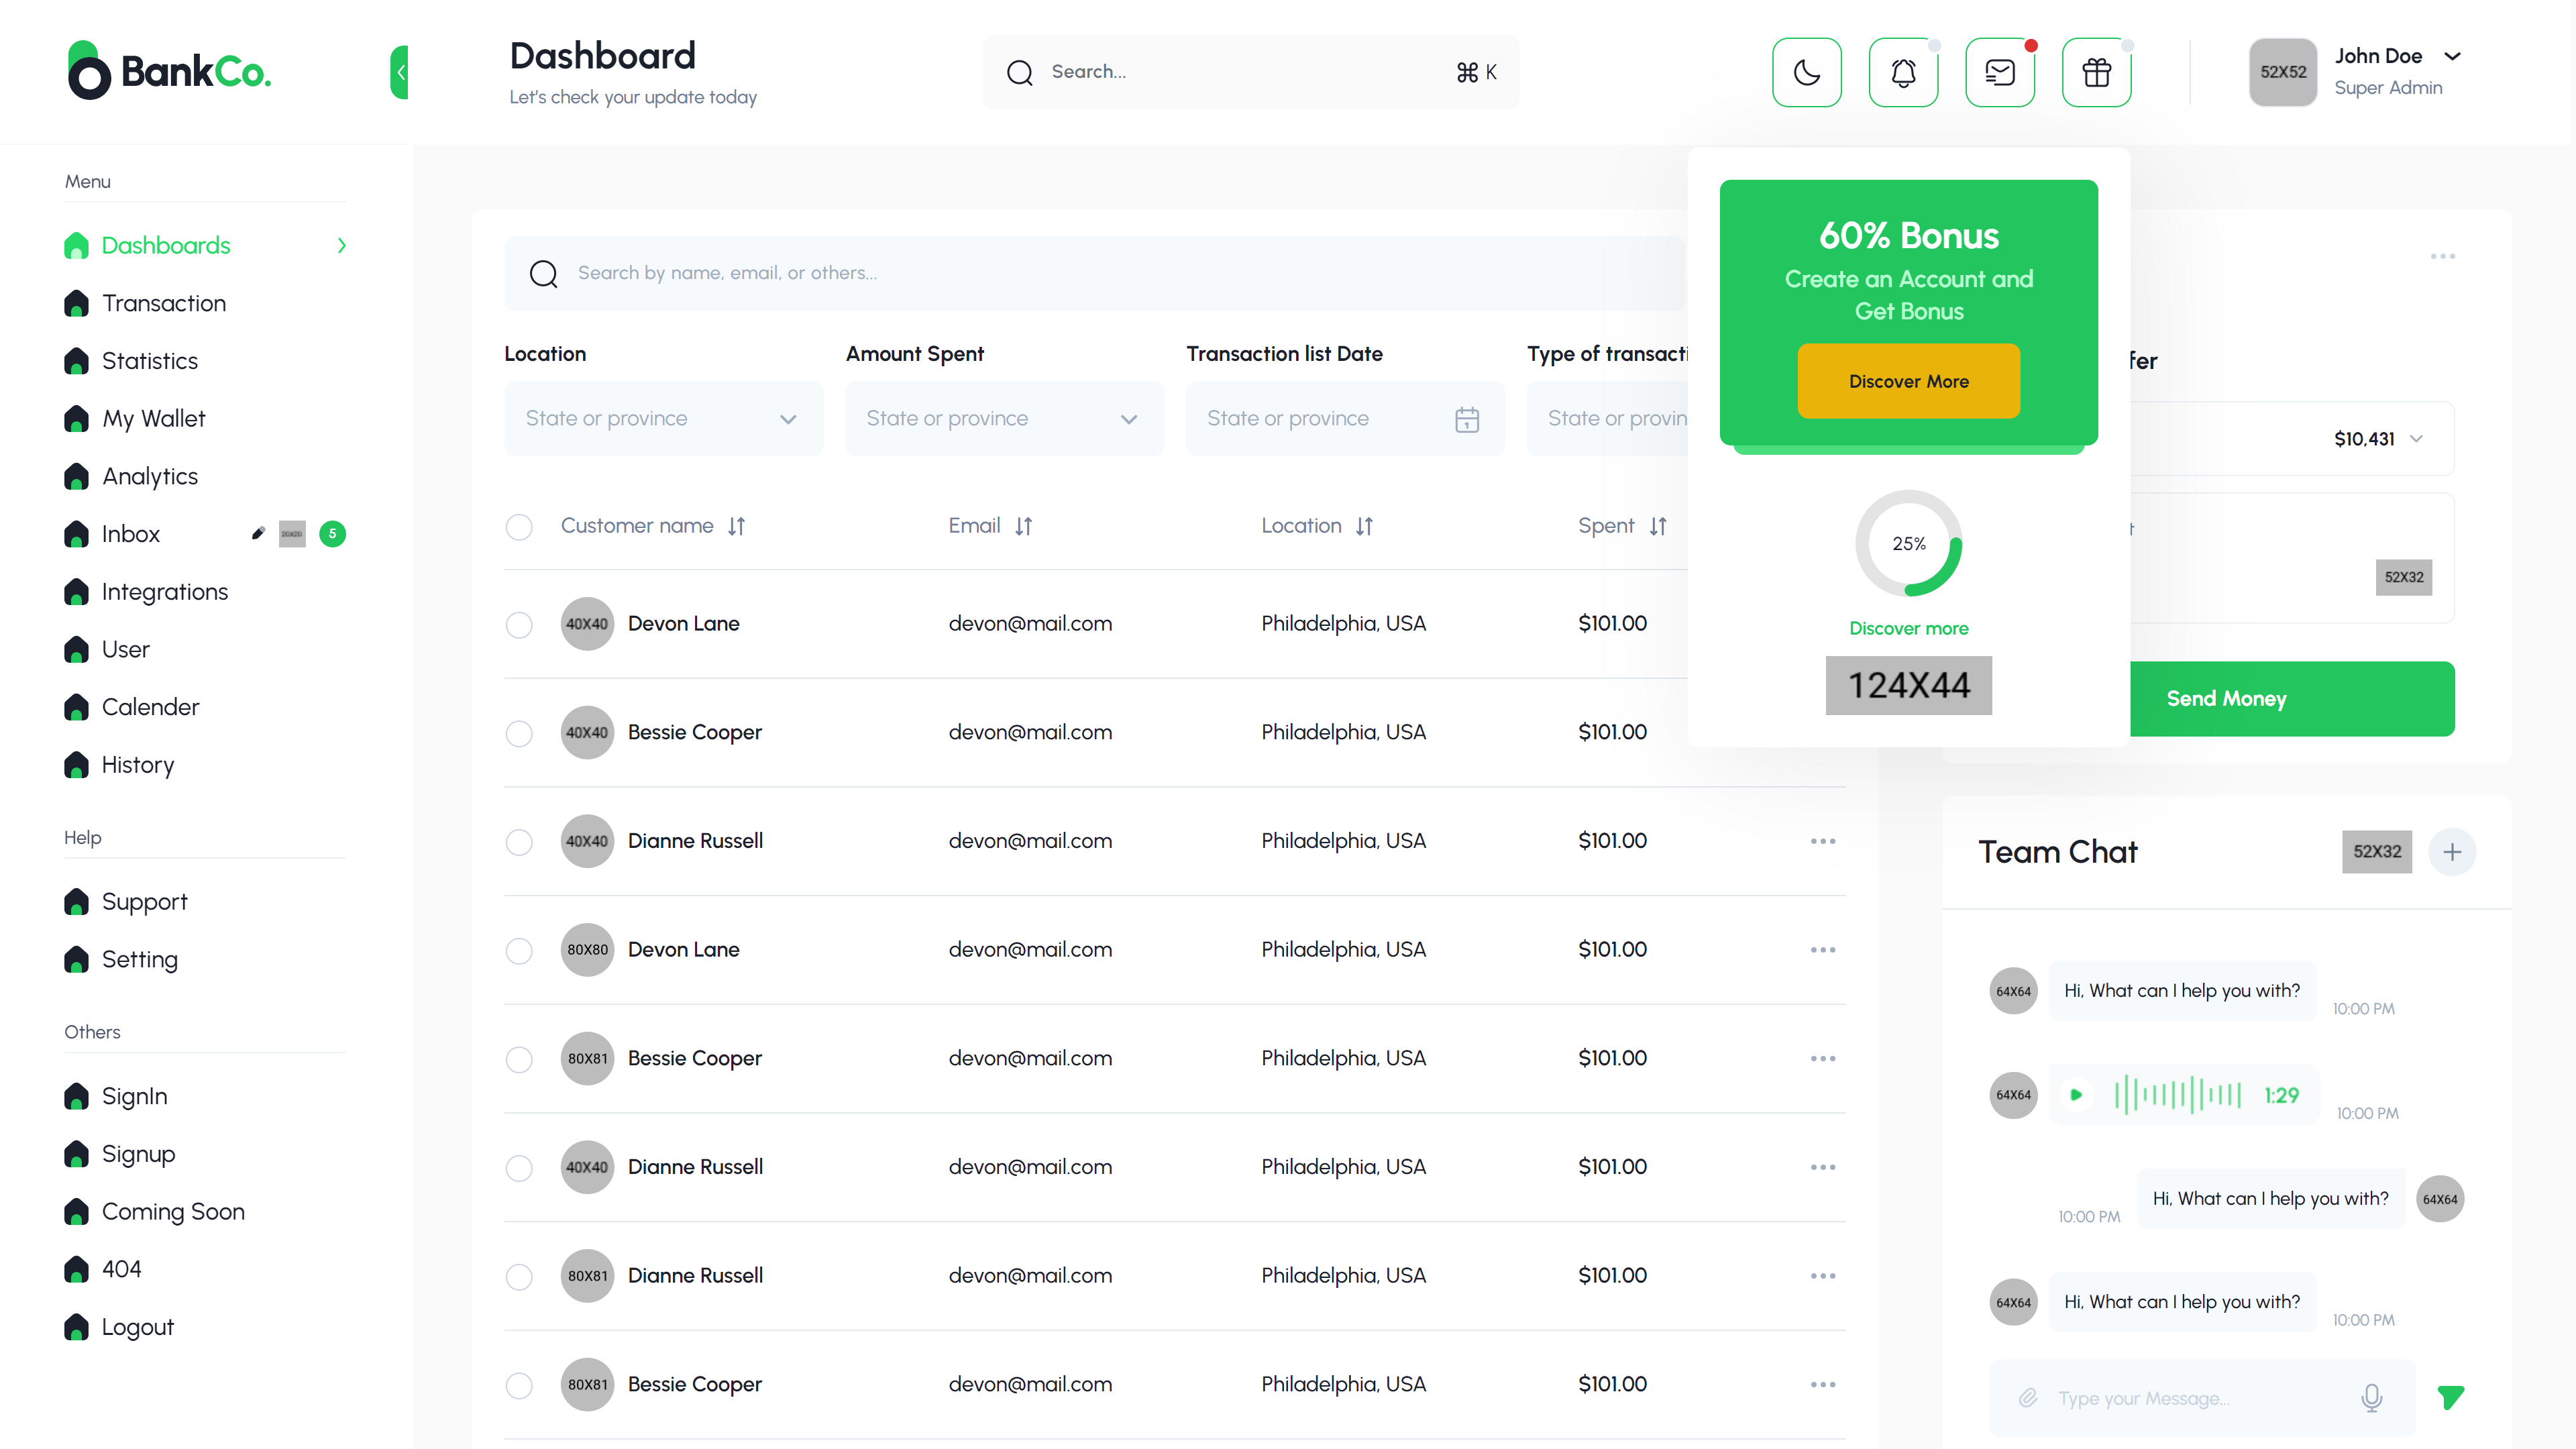 BankCo.
Dashboard
Let's check your update today
Search...
⌘ K
52X52
John Doe
Super Admin
Menu
Dashboards
Transaction
Statistics
My Wallet
Analytics
Inbox
20x20
5
Integrations
User
Calender
History
Help
Support
Setting
Others
SignIn
Signup
Coming Soon
404
Logout
Search by name, email, or others...
Location
Amount Spent
Transaction list Date
Type of transacti
State or province
State or province
State or province
State or provin
Customer name
Email
Location
Spent
40X40 Devon Lane devon@mail.com Philadelphia, USA $101.00
40X40 Bessie Cooper devon@mail.com Philadelphia, USA $101.00
40X40 Dianne Russell devon@mail.com Philadelphia, USA $101.00
80X80 Devon Lane devon@mail.com Philadelphia, USA $101.00
80X81 Bessie Cooper devon@mail.com Philadelphia, USA $101.00
40X40 Dianne Russell devon@mail.com Philadelphia, USA $101.00
80X81 Dianne Russell devon@mail.com Philadelphia, USA $101.00
80X81 Bessie Cooper devon@mail.com Philadelphia, USA $101.00
60% Bonus
Create an Account and
Get Bonus
Discover More
25%
Discover more
124X44
fer
$10,431
t
52X32
Send Money
Team Chat
52X32
64X64 Hi, What can I help you with? 10:00 PM
64X64 1:29 10:00 PM
10:00 PM Hi, What can I help you with? 64X64
64X64 Hi, What can I help you with? 10:00 PM
Type your Message...